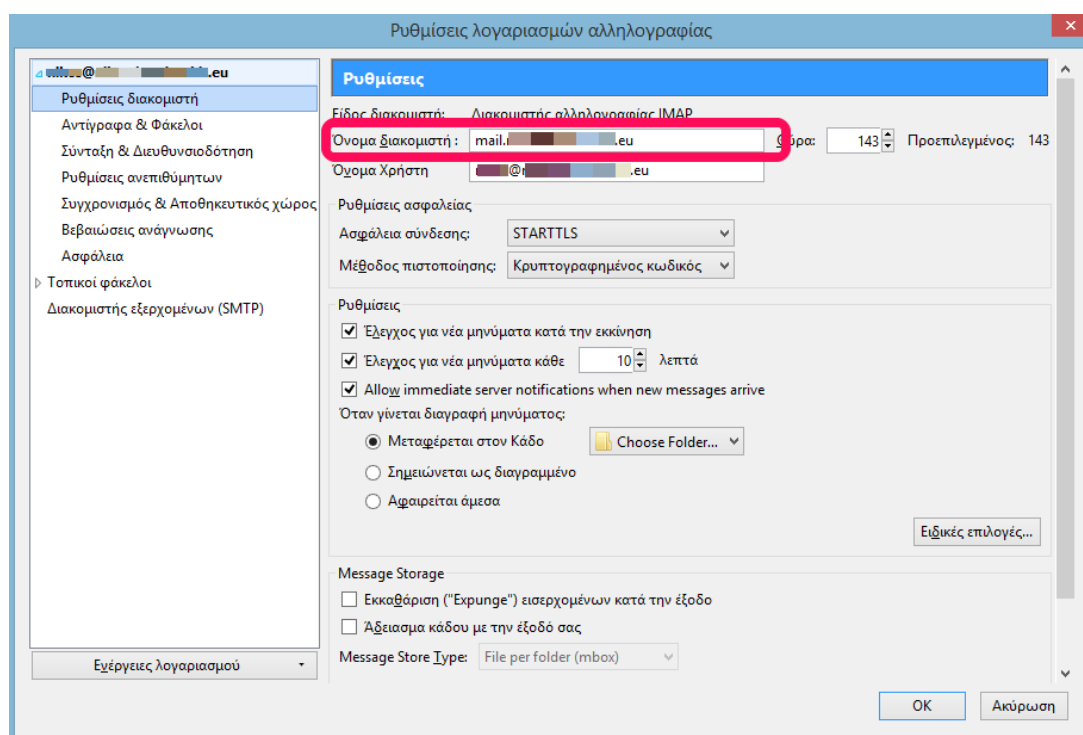 Ρυθμίσεις λογαριασμών αλληλογραφίας
@ .eu
Ρυθμίσεις διακομιστή
Αντίγραφα & Φάκελοι
Σύνταξη & Διευθυνσιοδότηση
Ρυθμίσεις ανεπιθύμητων
Συγχρονισμός & Αποθηκευτικός χώρος
Βεβαιώσεις ανάγνωσης
Ασφάλεια
Τοπικοί φάκελοι
Διακομιστής εξερχομένων (SMTP)
Ενέργειες λογαριασμού
Ρυθμίσεις
Είδος διακομιστή: Διακομιστής αλληλογραφίας IMAP
Όνομα διακομιστή : mail. .eu Θύρα: 143 Προεπιλεγμένος: 143
Όνομα Χρήστη @ .eu
Ρυθμίσεις ασφαλείας
Ασφάλεια σύνδεσης: STARTTLS
Μέθοδος πιστοποίησης: Κρυπτογραφημένος κωδικός
Ρυθμίσεις
Έλεγχος για νέα μηνύματα κατά την εκκίνηση
Έλεγχος για νέα μηνύματα κάθε 10 λεπτά
Allow immediate server notifications when new messages arrive
Όταν γίνεται διαγραφή μηνύματος:
Μεταφέρεται στον Κάδο Choose Folder...
Σημειώνεται ως διαγραμμένο
Αφαιρείται άμεσα
Ειδικές επιλογές...
Message Storage
Εκκαθάριση ("Expunge") εισερχομένων κατά την έξοδο
Άδειασμα κάδου με την έξοδό σας
Message Store Type: File per folder (mbox)
OK Ακύρωση